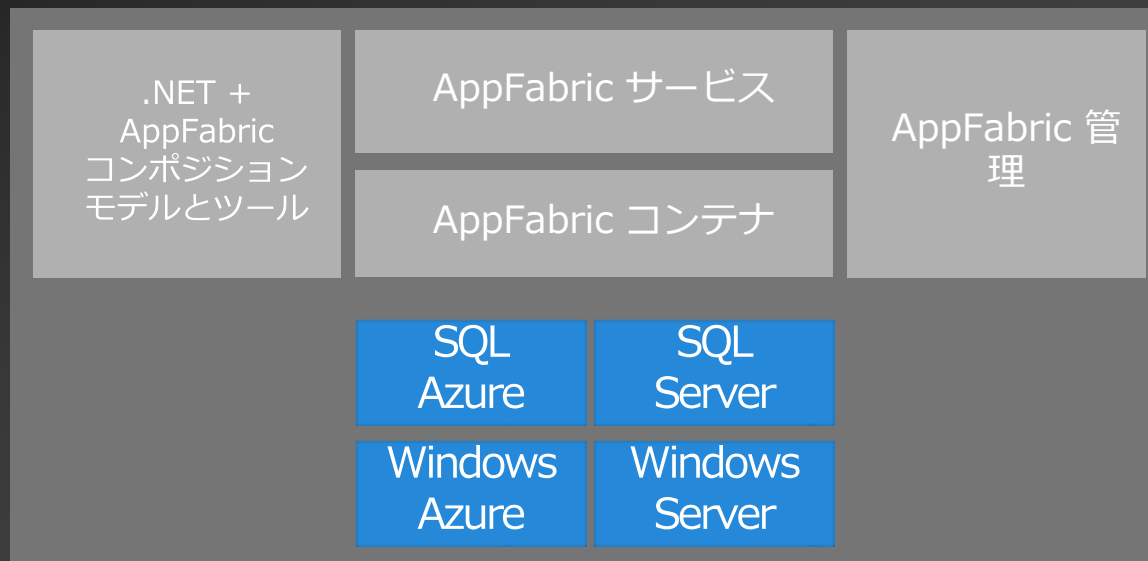 .NET +
AppFabric
コンポジション
モデルとツール
AppFabric サービス
AppFabric コンテナ
AppFabric 管
理
SQL
Azure
SQL
Server
Windows
Azure
Windows
Server